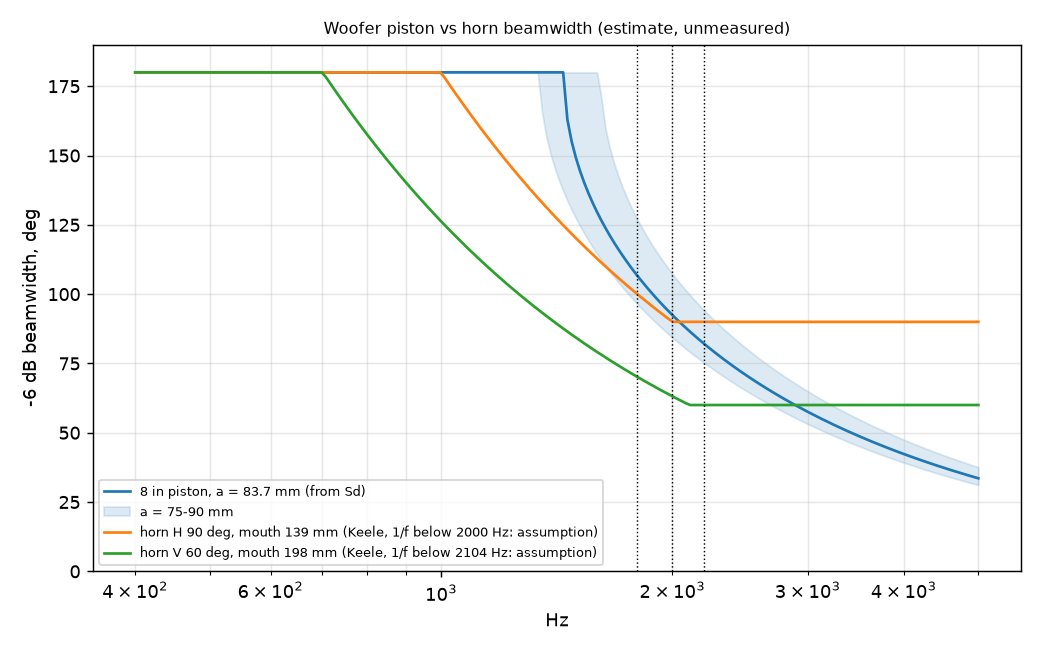 Woofer piston vs horn beamwidth (estimate, unmeasured)
-6 dB beamwidth, deg
175
150
125
100
75
50
25
0
8 in piston, a = 83.7 mm (from Sd)
a = 75-90 mm
horn H 90 deg, mouth 139 mm (Keele, 1/f below 2000 Hz: assumption)
horn V 60 deg, mouth 198 mm (Keele, 1/f below 2104 Hz: assumption)
4 × 10²
6 × 10²
10³
2 × 10³
3 × 10³
4 × 10³
Hz